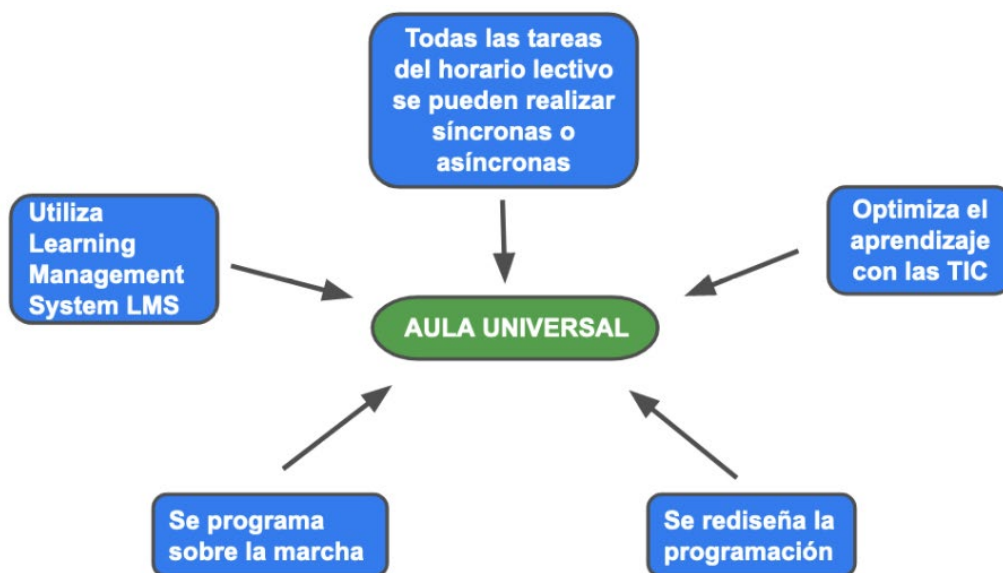 Todas las tareas
del horario lectivo
se pueden realizar
síncronas o
asíncronas
Utiliza
Learning
Management
System LMS
Optimiza el
aprendizaje
con las TIC
AULA UNIVERSAL
Se programa
sobre la marcha
Se rediseña la
programación